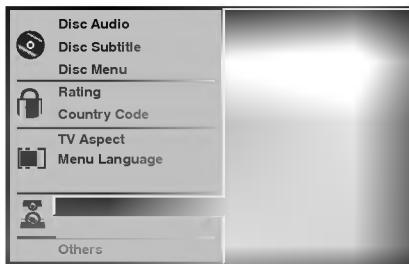 Disc Audio
Disc Subtitle
Disc Menu
Rating
Country Code
TV Aspect
Menu Language
Others